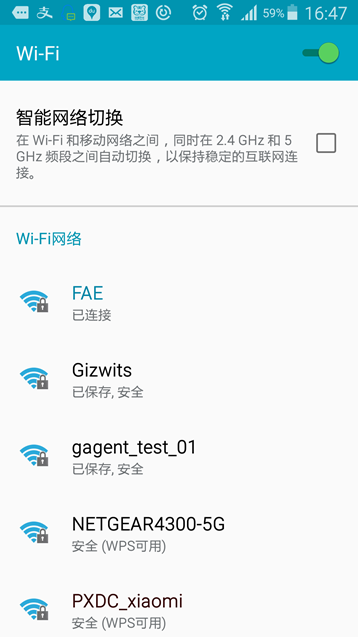 支 59% 16:47
Wi-Fi
智能网络切换
在 Wi-Fi 和移动网络之间，同时在 2.4 GHz 和 5
GHz 频段之间自动切换，以保持稳定的互联网连
接。
Wi-Fi网络
FAE
已连接
Gizwits
已保存, 安全
gagent_test_01
已保存, 安全
NETGEAR4300-5G
安全 (WPS可用)
PXDC_xiaomi
安全 (WPS可用)